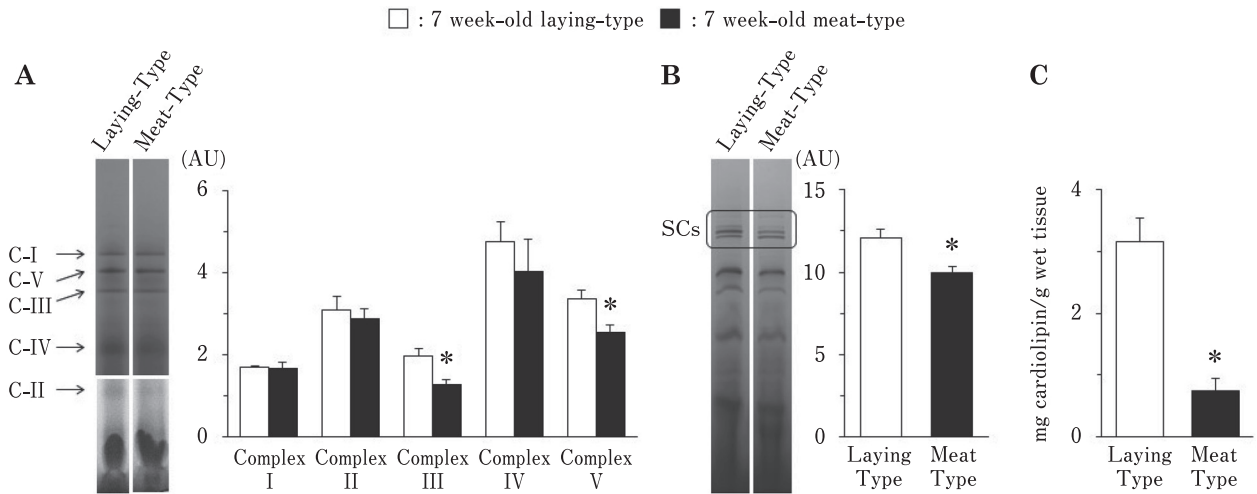 : 7 week-old laying-type : 7 week-old meat-type
A
Laying-Type
Meat-Type
C-I
C-V
C-III
C-IV
C-II
(AU)
6
4
2
0
*
*
Complex I
Complex II
Complex III
Complex IV
Complex V
B
Laying-Type
Meat-Type
SCs
(AU)
15
10
5
0
*
Laying Type
Meat Type
C
mg cardiolipin/g wet tissue
4
2
0
*
Laying Type
Meat Type